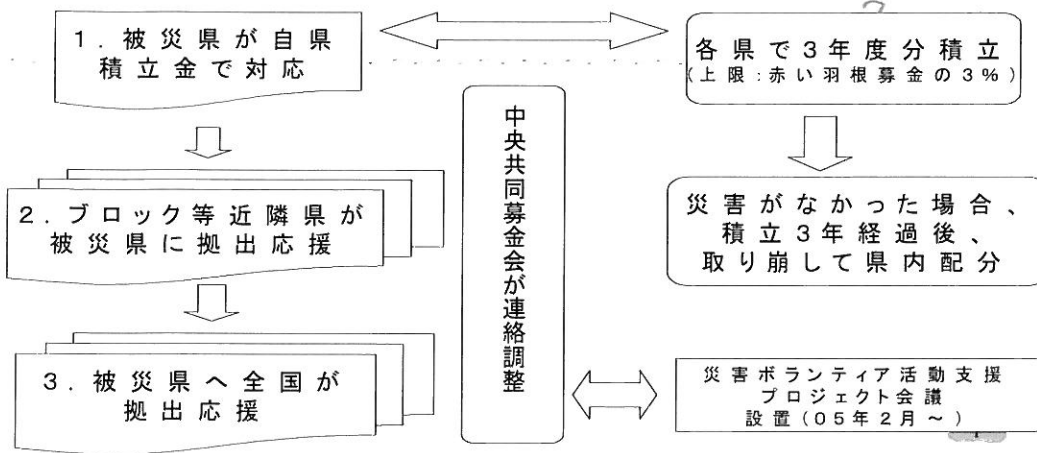 1．被災県が自県
積立金で対応
各県で3年度分積立
(上限:赤い羽根募金の3%)
中央共同募金会が連絡調整
2．ブロック等近隣県が
被災県に拠出応援
災害がなかった場合、
積立3年経過後、
取り崩して県内配分
3．被災県へ全国が
拠出応援
災害ボランティア活動支援
プロジェクト会議
設置(05年2月～)